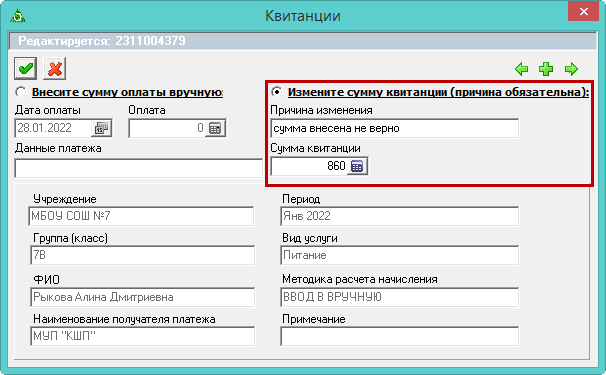 Квитанции
Редактируется: 2311004379
Внесите сумму оплаты вручную:
Измените сумму квитанции (причина обязательна):
Дата оплаты
Оплата
28.01.2022
0
Данные платежа
Причина изменения
сумма внесена не верно
Сумма квитанции
860
Учреждение
МБОУ СОШ №7
Период
Янв 2022
Группа (класс)
7В
Вид услуги
Питание
ФИО
Рыкова Алина Дмитриевна
Методика расчета начисления
ВВОД В ВРУЧНУЮ
Наименование получателя платежа
МУП "КШП"
Примечание